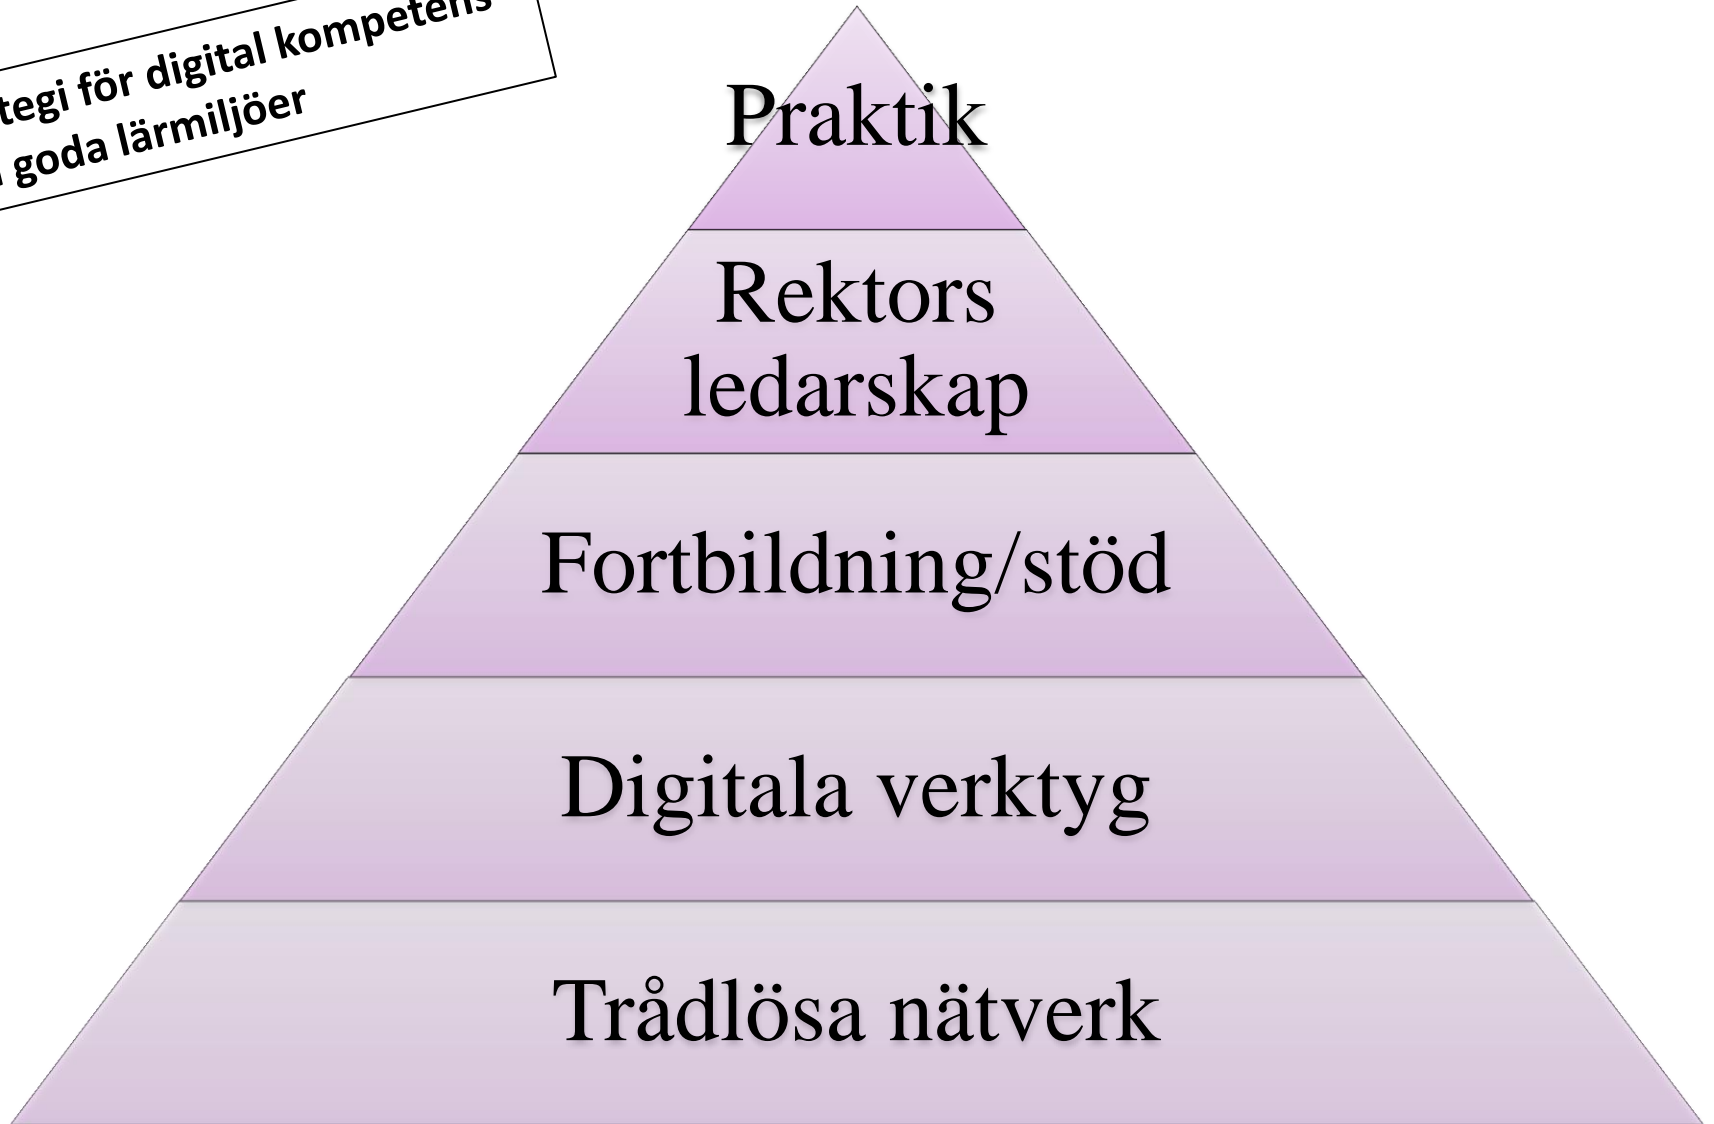 för digital kompetens
goda lärmiljöer
Praktik
Rektors
ledarskap
Fortbildning/stöd
Digitala verktyg
Trådlösa nätverk